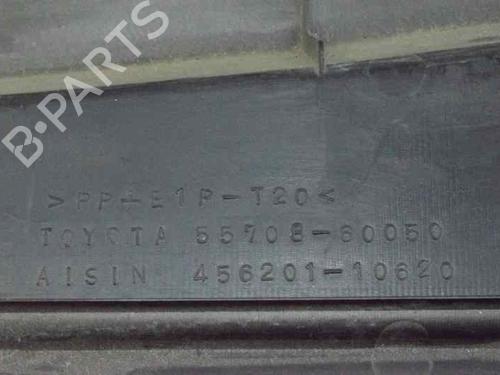 B-PARTS
>PP-E1P-T20<
TOYOTA 55708-60050
AISIN 456201-10620